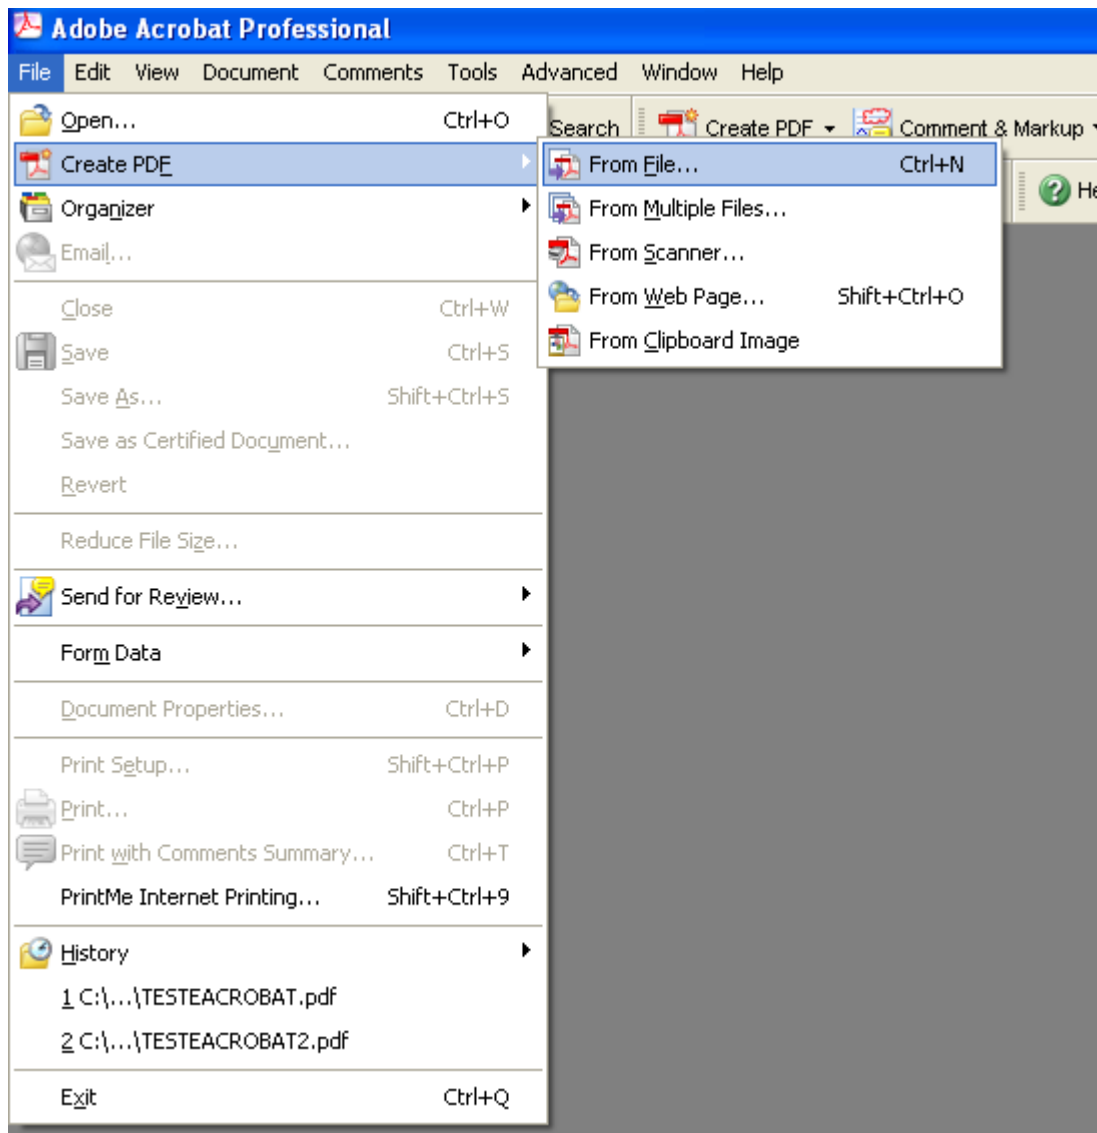 Adobe Acrobat Professional
File Edit View Document Comments Tools Advanced Window Help
Search Create PDF Comment & Markup
Open... Ctrl+O
Create PDF
Organizer
Email...
Close Ctrl+W
Save Ctrl+S
Save As... Shift+Ctrl+S
Save as Certified Document...
Revert
Reduce File Size...
Send for Review...
Form Data
Document Properties... Ctrl+D
Print Setup... Shift+Ctrl+P
Print... Ctrl+P
Print with Comments Summary... Ctrl+T
PrintMe Internet Printing... Shift+Ctrl+9
History
1 C:\...\TESTEACROBAT.pdf
2 C:\...\TESTEACROBAT2.pdf
Exit Ctrl+Q
From File... Ctrl+N
From Multiple Files...
From Scanner...
From Web Page... Shift+Ctrl+O
From Clipboard Image